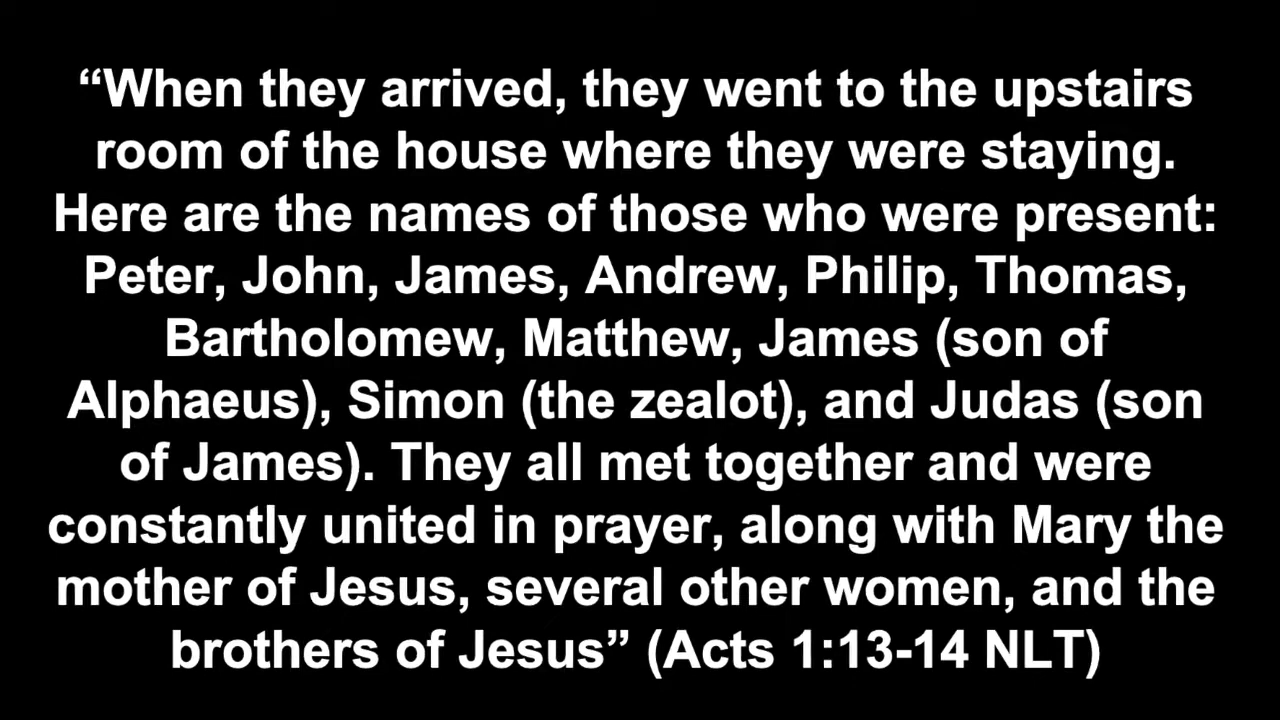 “When they arrived, they went to the upstairs
room of the house where they were staying.
Here are the names of those who were present:
Peter, John, James, Andrew, Philip, Thomas,
Bartholomew, Matthew, James (son of
Alphaeus), Simon (the zealot), and Judas (son
of James). They all met together and were
constantly united in prayer, along with Mary the
mother of Jesus, several other women, and the
brothers of Jesus” (Acts 1:13-14 NLT)